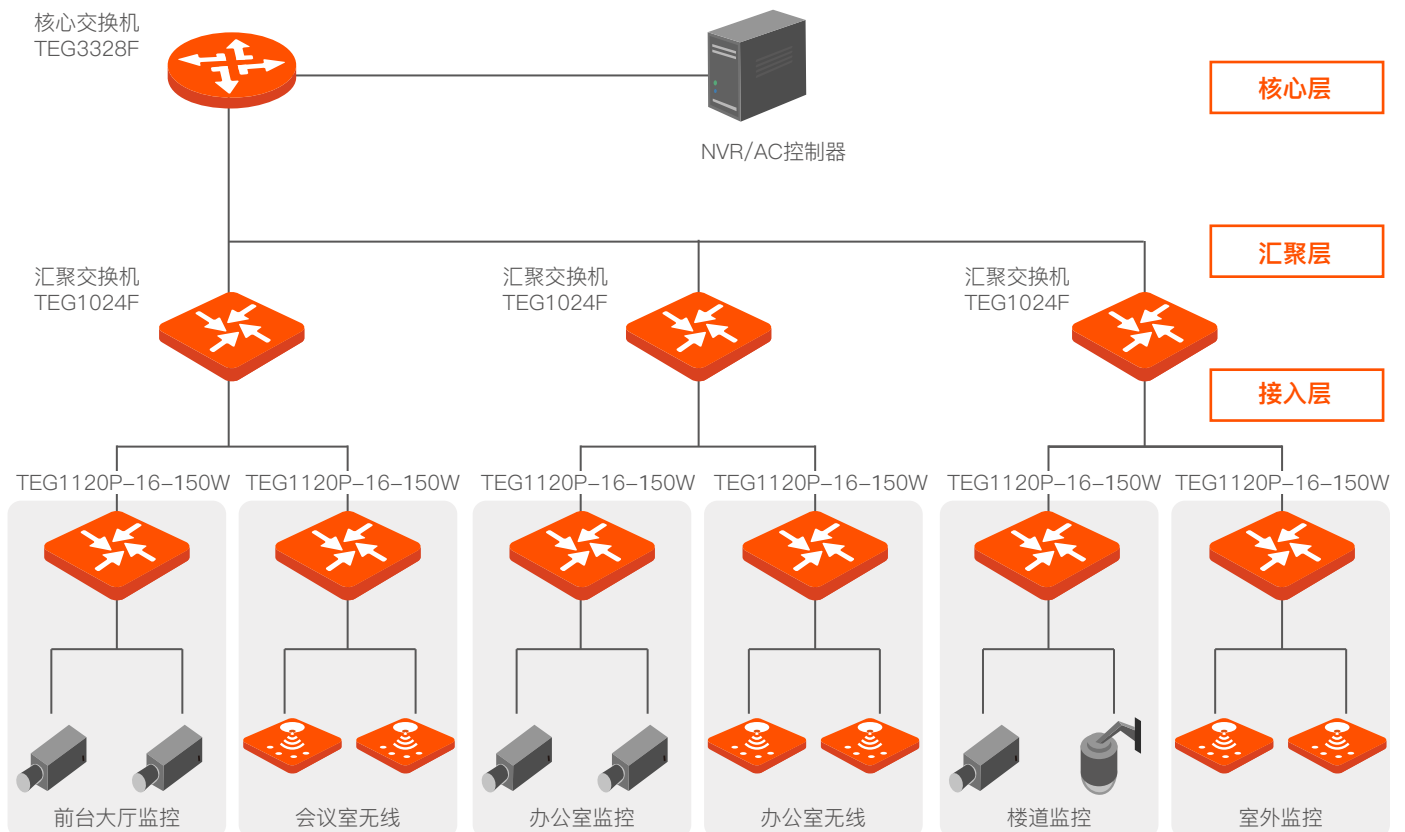 核心交换机
TEG3328F
NVR/AC控制器
核心层
汇聚层
汇聚交换机
TEG1024F
汇聚交换机
TEG1024F
汇聚交换机
TEG1024F
接入层
TEG1120P-16-150W
TEG1120P-16-150W
TEG1120P-16-150W
TEG1120P-16-150W
TEG1120P-16-150W
TEG1120P-16-150W
前台大厅监控
会议室无线
办公室监控
办公室无线
楼道监控
室外监控